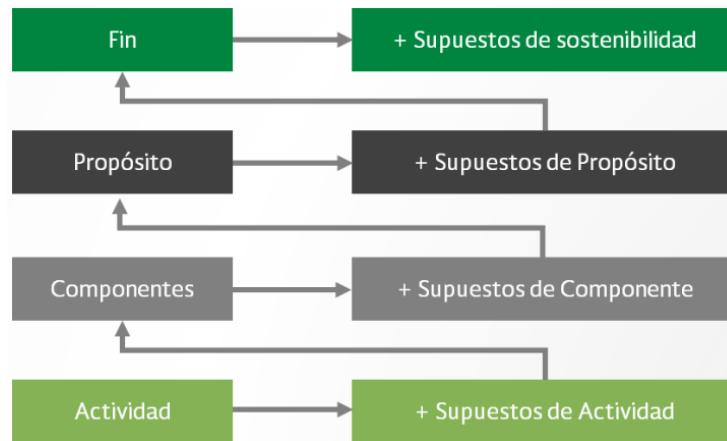 Fin
+ Supuestos de sostenibilidad
Propósito
+ Supuestos de Propósito
Componentes
+ Supuestos de Componente
Actividad
+ Supuestos de Actividad